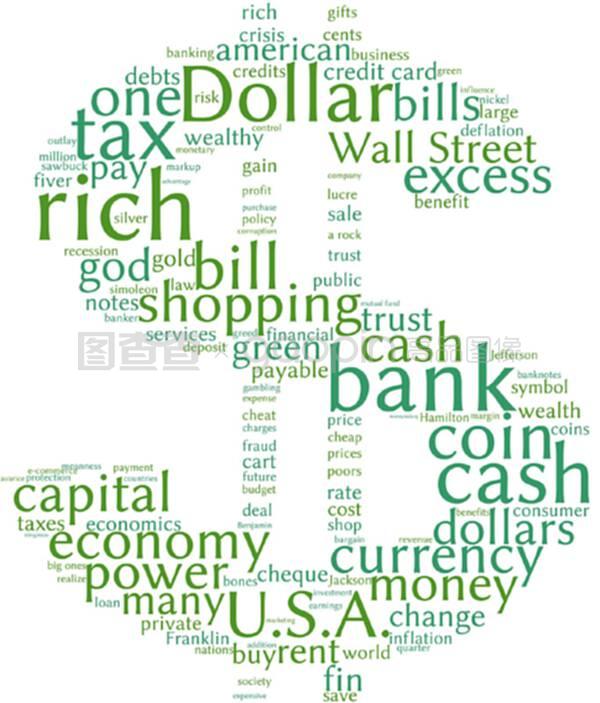 rich
gifts
crisis
cents
banking
american
business
debts
credits
credit card
green
one
risk
Dollar
bills
influence
nickel
large
tax
wealthy
control
deflation
outlay
monetary
Wall Street
million
sawbuck
pay
markup
gain
company
fiver
advantage
excess
rich
silver
profit
lucre
benefit
purchase
sale
policy
corruption
a rock
recession
god
gold
bill
trust
simoleon
law
public
notes
shopping
mutual fund
banker
trust
services
greed
financial
cash
图查查
deposit
green
Jefferson
payable
bank
banknotes
gambling
symbol
expense
cheat
price
Hamilton
margin
wealth
charges
cheap
coin
coins
fraud
prices
cart
poors
cash
avarice
e-commerce
meanness
payment
protection
countries
future
capital
budget
rate
taxes
economics
deal
cost
benefits
consumer
Benjamin
shop
dollars
economy
bargain
revenue
big ones
power
bones
cheque
Jackson
currency
realize
money
loan
many
investment
earnings
U.S.A.
marketing
change
private
Franklin
addition
inflation
nations
buy
rent
world
quarter
society
fin
expensive
save